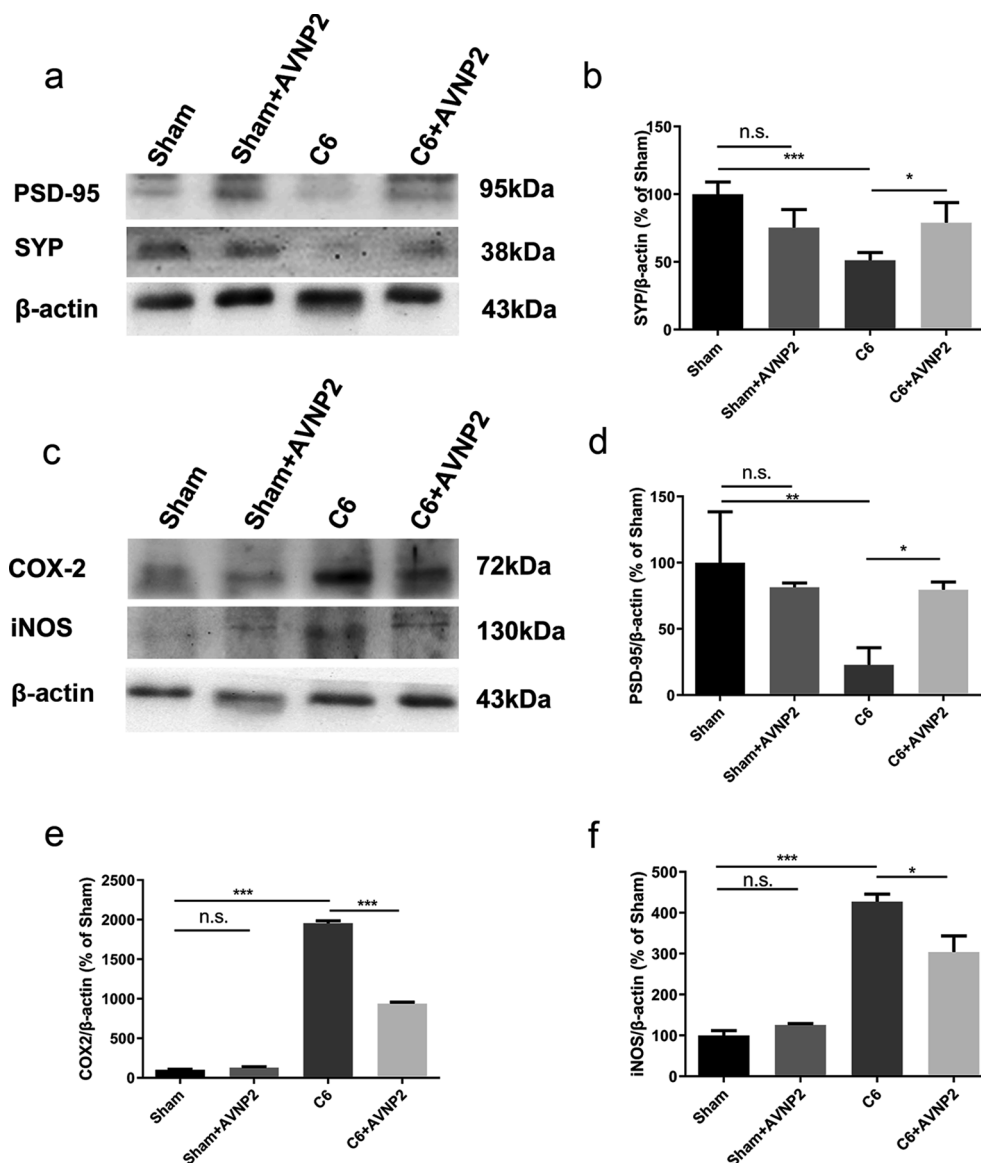 a
Sham
Sham+AVNP2
C6
C6+AVNP2
PSD-95
95kDa
SYP
38kDa
β-actin
43kDa
b
SYP/β-actin (% of Sham)
150
100
50
0
n.s.
***
*
Sham
Sham+AVNP2
C6
C6+AVNP2
c
Sham
Sham+AVNP2
C6
C6+AVNP2
COX-2
72kDa
iNOS
130kDa
β-actin
43kDa
d
PSD-95/β-actin (% of Sham)
150
100
50
0
n.s.
**
*
Sham
Sham+AVNP2
C6
C6+AVNP2
e
COX2/β-actin (% of Sham)
2500
2000
1500
1000
500
0
***
n.s.
***
Sham
Sham+AVNP2
C6
C6+AVNP2
f
iNOS/β-actin (% of Sham)
500
400
300
200
100
0
***
n.s.
*
Sham
Sham+AVNP2
C6
C6+AVNP2